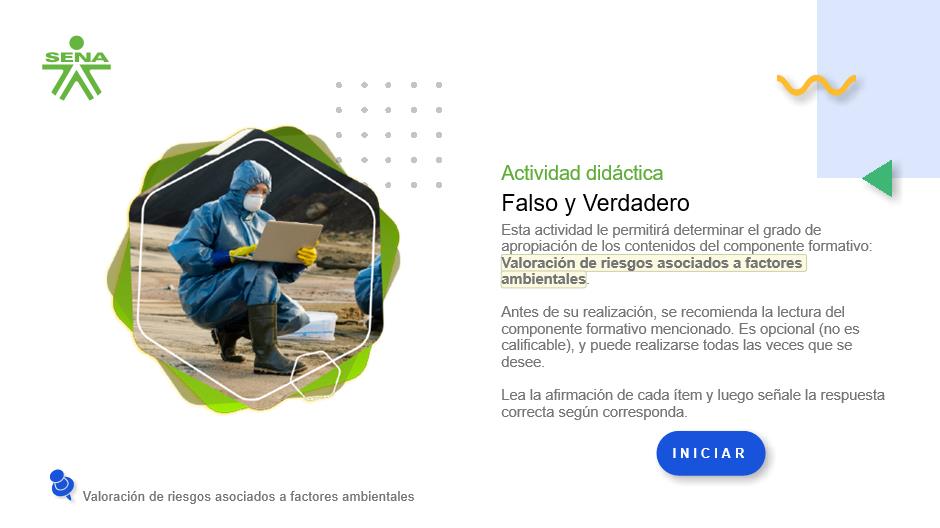 SENA
Actividad didáctica
Falso y Verdadero
Esta actividad le permitirá determinar el grado de
apropiación de los contenidos del componente formativo:
Valoración de riesgos asociados a factores
ambientales.
Antes de su realización, se recomienda la lectura del
componente formativo mencionado. Es opcional (no es
calificable), y puede realizarse todas las veces que se
desee.
Lea la afirmación de cada ítem y luego señale la respuesta
correcta según corresponda.
INICIAR
Valoración de riesgos asociados a factores ambientales